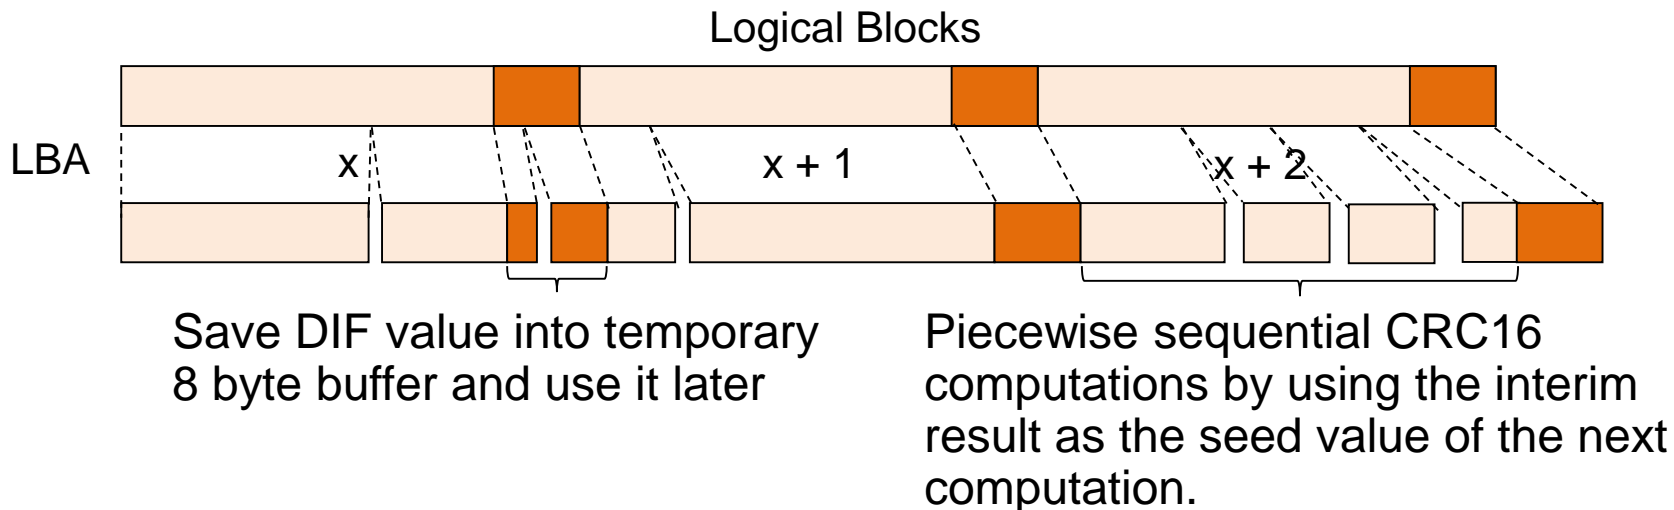 Logical Blocks
LBA
x
x + 1
x + 2
Save DIF value into temporary
8 byte buffer and use it later
Piecewise sequential CRC16
computations by using the interim
result as the seed value of the next
computation.